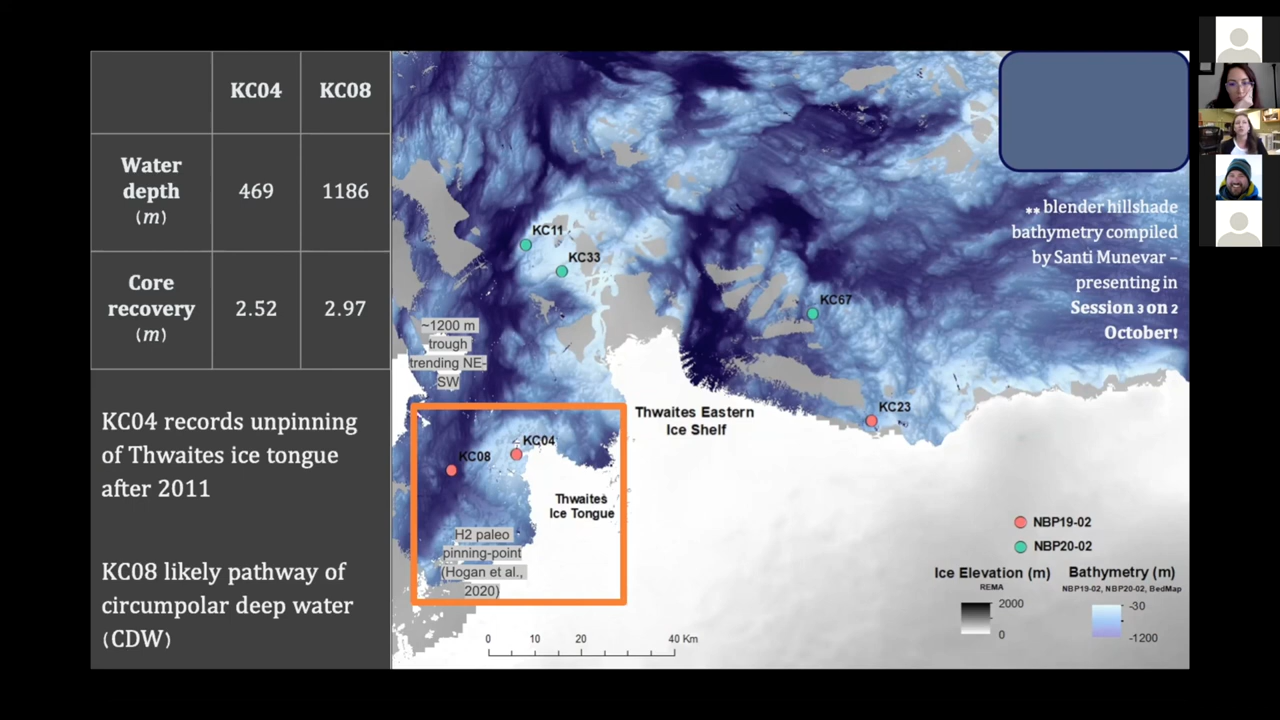 KC04 KC08
Water depth (m) 469 1186
Core recovery (m) 2.52 2.97
KC04 records unpinning
of Thwaites ice tongue
after 2011
KC08 likely pathway of
circumpolar deep water
(CDW)
KC11
KC33
KC67
KC23
KC04
KC08
~1200 m
trough
trending NE-
SW
Thwaites Eastern
Ice Shelf
Thwaites
Ice Tongue
H2 paleo
pinning-point
(Hogan et al.,
2020)
** blender hillshade
bathymetry compiled
by Santi Munevar –
presenting in
Session 3 on 2
October!
NBP19-02
NBP20-02
Ice Elevation (m)
REMA
2000
0
Bathymetry (m)
NBP19-02, NBP20-02, BedMap
-30
-1200
0 10 20 40 Km